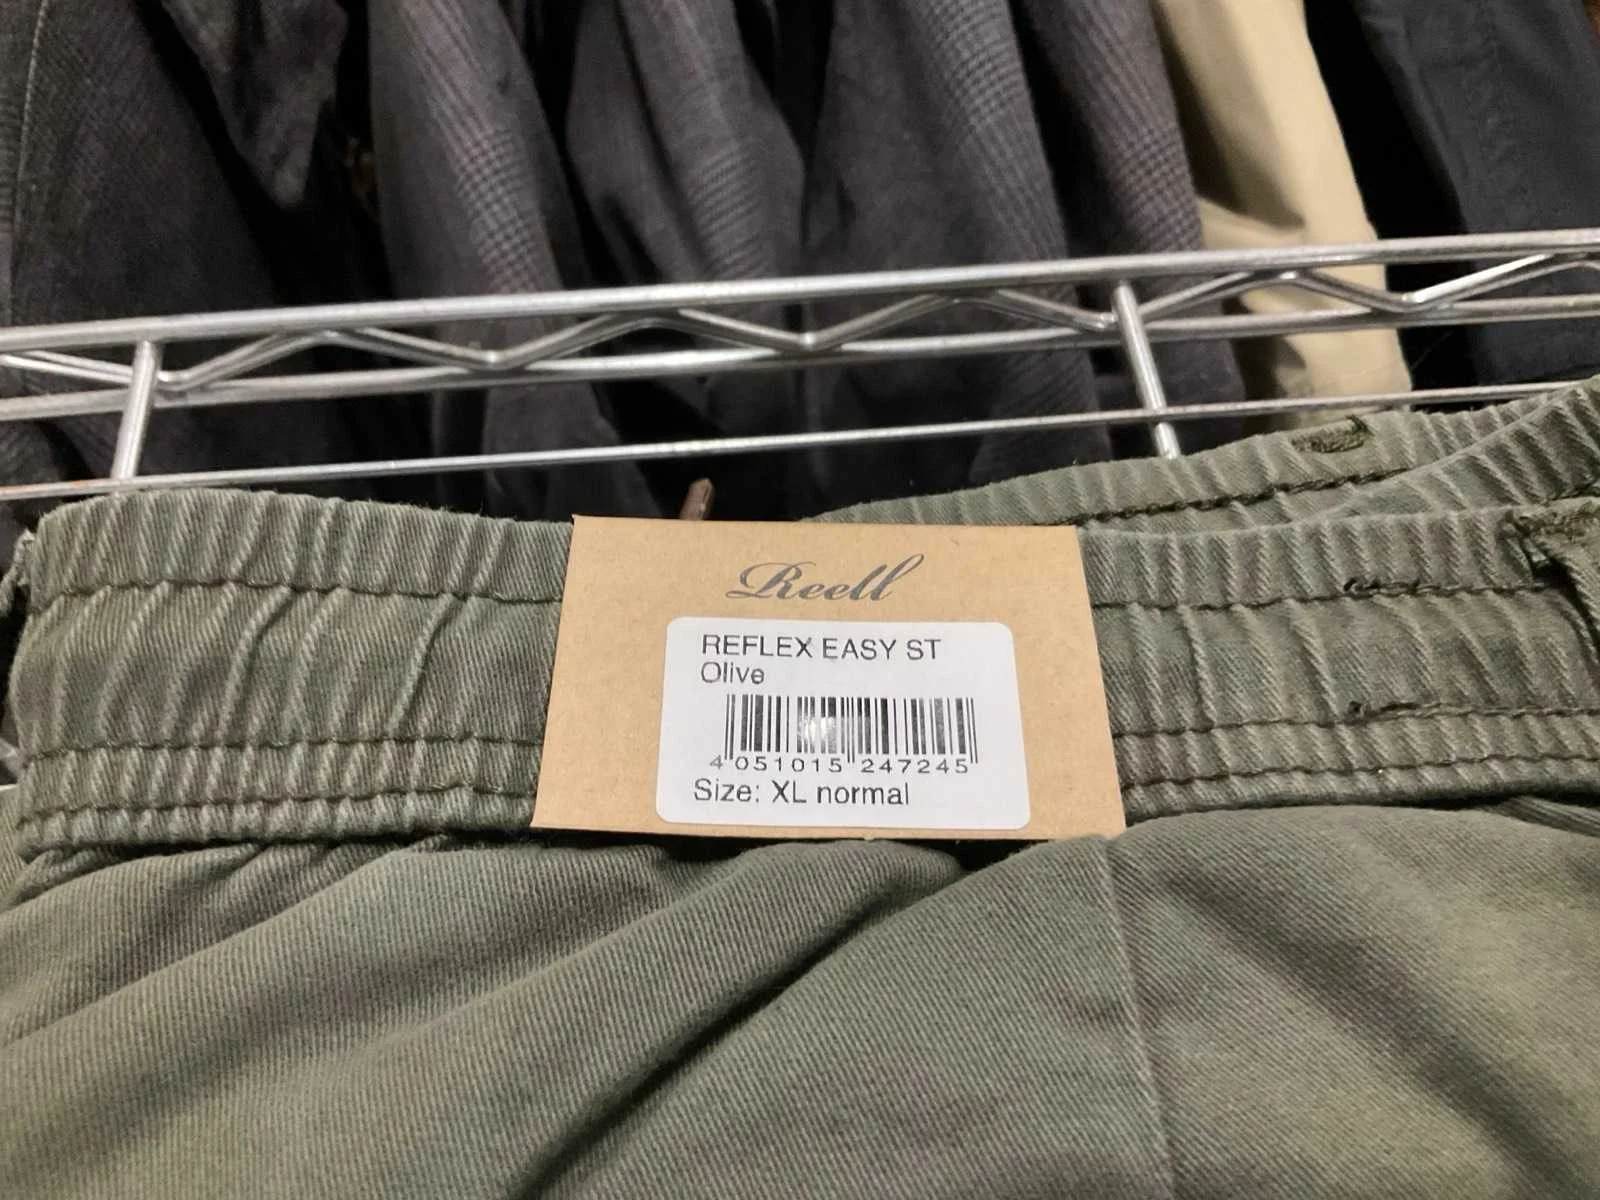 Reell
REFLEX EASY ST
Olive
4 051015 247245
Size: XL normal